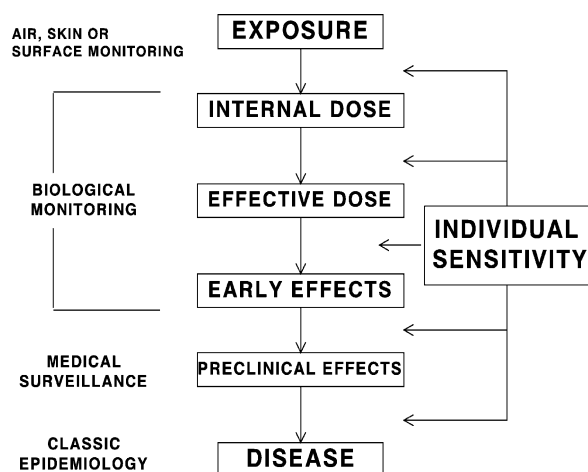 AIR, SKIN OR
SURFACE MONITORING
EXPOSURE
INTERNAL DOSE
BIOLOGICAL
MONITORING
EFFECTIVE DOSE
INDIVIDUAL
SENSITIVITY
EARLY EFFECTS
MEDICAL
SURVEILLANCE
PRECLINICAL EFFECTS
CLASSIC
EPIDEMIOLOGY
DISEASE